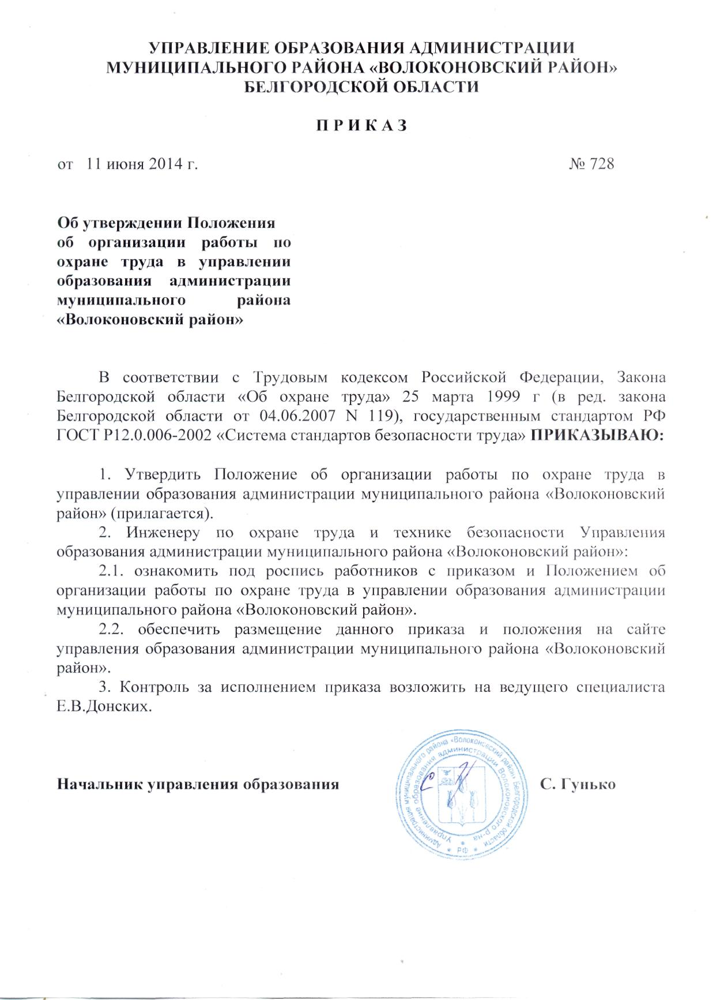 УПРАВЛЕНИЕ ОБРАЗОВАНИЯ АДМИНИСТРАЦИИ
МУНИЦИПАЛЬНОГО РАЙОНА «ВОЛОКОНОВСКИЙ РАЙОН»
БЕЛГОРОДСКОЙ ОБЛАСТИ
П Р И К А З
от 11 июня 2014 г. № 728
Об утверждении Положения
об организации работы по
охране труда в управлении
образования администрации
муниципального района
«Волоконовский район»
В соответствии с Трудовым кодексом Российской Федерации, Закона
Белгородской области «Об охране труда» 25 марта 1999 г (в ред. закона
Белгородской области от 04.06.2007 N 119), государственным стандартом РФ
ГОСТ Р12.0.006-2002 «Система стандартов безопасности труда» ПРИКАЗЫВАЮ:
1. Утвердить Положение об организации работы по охране труда в
управлении образования администрации муниципального района «Волоконовский
район» (прилагается).
2. Инженеру по охране труда и технике безопасности Управления
образования администрации муниципального района «Волоконовский район»:
2.1. ознакомить под роспись работников с приказом и Положением об
организации работы по охране труда в управлении образования администрации
муниципального района «Волоконовский район».
2.2. обеспечить размещение данного приказа и положения на сайте
управления образования администрации муниципального района «Волоконовский
район».
3. Контроль за исполнением приказа возложить на ведущего специалиста
Е.В.Донских.
Начальник управления образования С. Гунько
Администрация муниципального района «Волоконовский район» Белгородской области * РФ *
Управление образования администрации Волоконовского р-на *